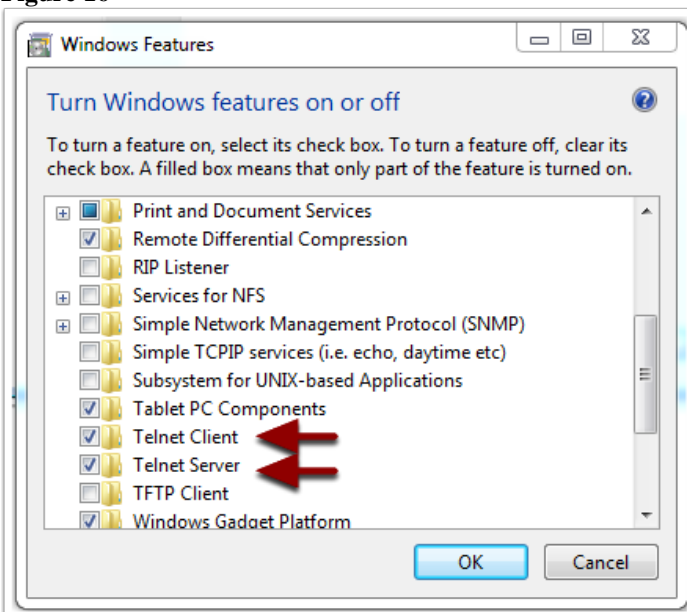 Windows Features
Turn Windows features on or off
To turn a feature on, select its check box. To turn a feature off, clear its
check box. A filled box means that only part of the feature is turned on.
Print and Document Services
Remote Differential Compression
RIP Listener
Services for NFS
Simple Network Management Protocol (SNMP)
Simple TCPIP services (i.e. echo, daytime etc)
Subsystem for UNIX-based Applications
Tablet PC Components
Telnet Client
Telnet Server
TFTP Client
Windows Gadget Platform
OK Cancel